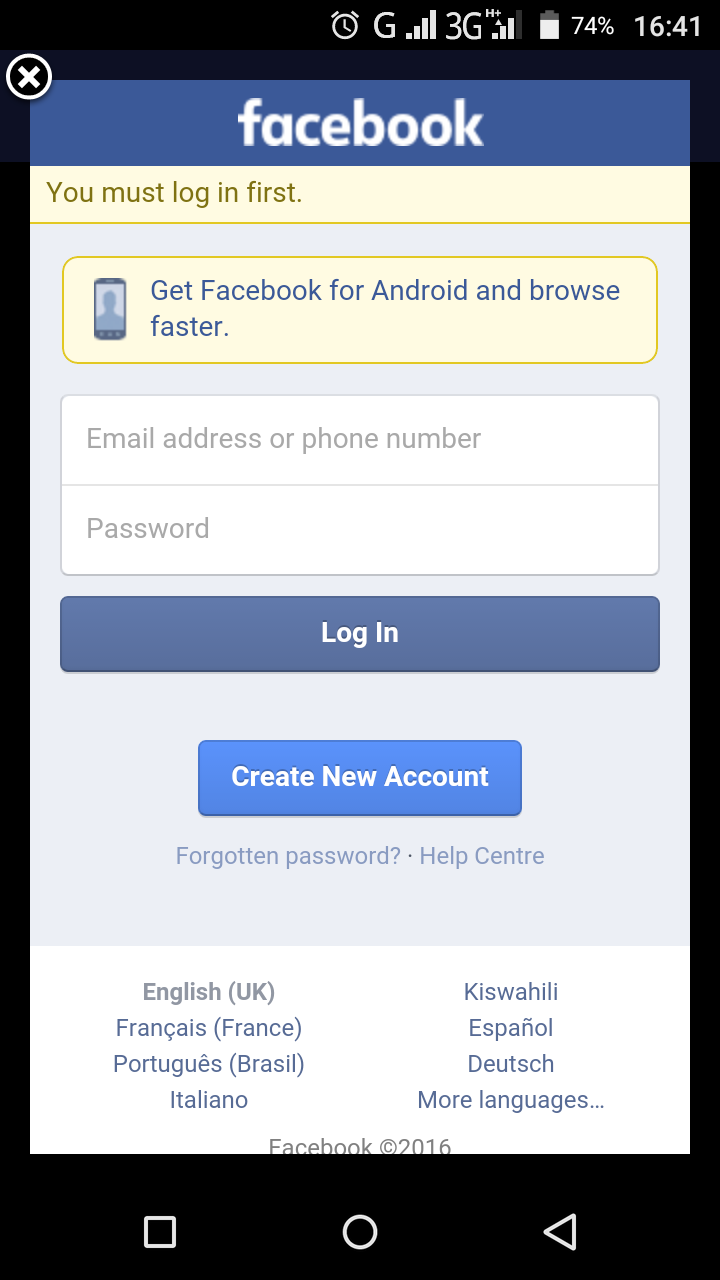 G 3G H+ 74% 16:41
facebook
You must log in first.
Get Facebook for Android and browse
faster.
Email address or phone number
Password
Log In
Create New Account
Forgotten password? · Help Centre
English (UK) Kiswahili
Français (France) Español
Português (Brasil) Deutsch
Italiano More languages…
Facebook ©2016